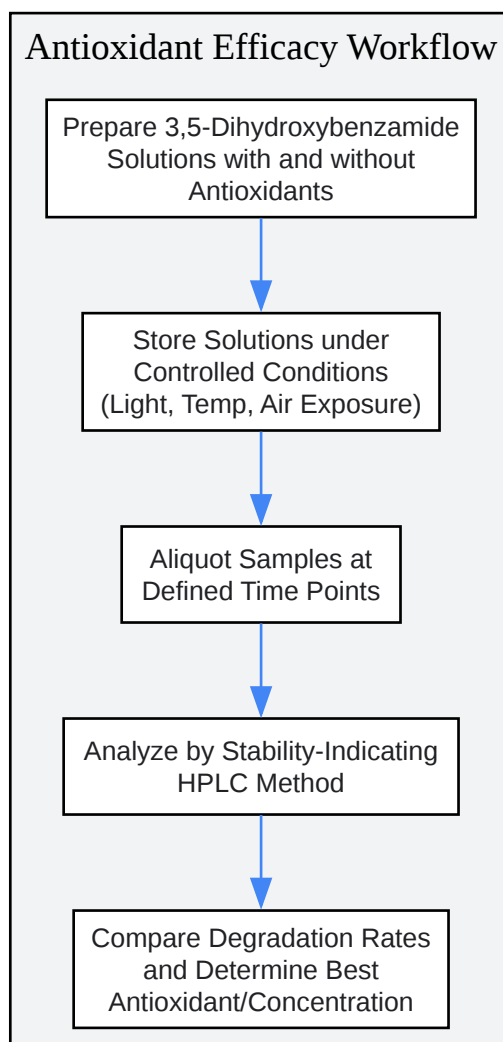 Antioxidant Efficacy Workflow
Prepare 3,5-Dihydroxybenzamide
Solutions with and without
Antioxidants
Store Solutions under
Controlled Conditions
(Light, Temp, Air Exposure)
Aliquot Samples at
Defined Time Points
Analyze by Stability-Indicating
HPLC Method
Compare Degradation Rates
and Determine Best
Antioxidant/Concentration